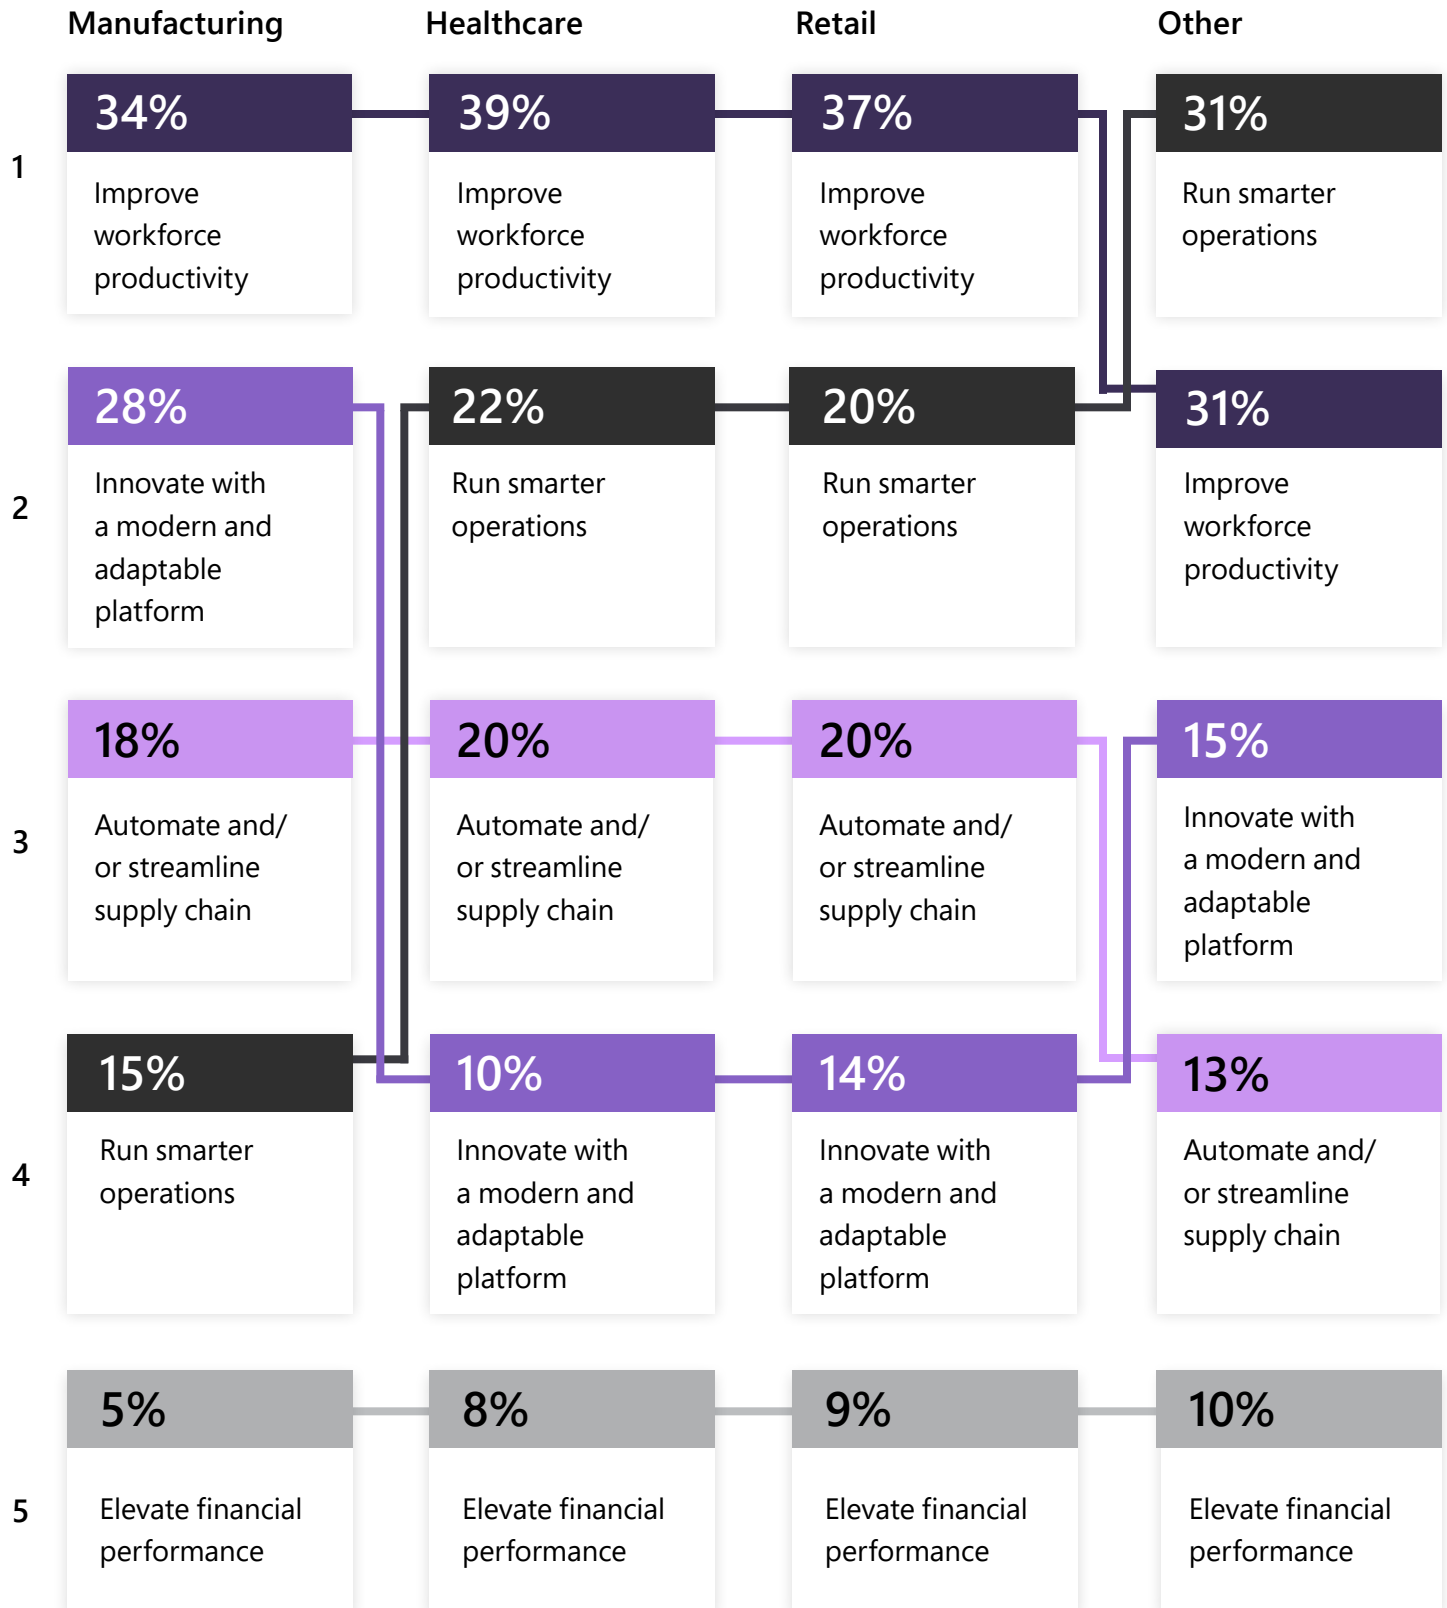 Manufacturing Healthcare Retail Other
1
34% 39% 37% 31%
Improve
workforce
productivity
Improve
workforce
productivity
Improve
workforce
productivity
Run smarter
operations
2
28% 22% 20% 31%
Innovate with
a modern and
adaptable
platform
Run smarter
operations
Run smarter
operations
Improve
workforce
productivity
3
18% 20% 20% 15%
Automate and/
or streamline
supply chain
Automate and/
or streamline
supply chain
Automate and/
or streamline
supply chain
Innovate with
a modern and
adaptable
platform
4
15% 10% 14% 13%
Run smarter
operations
Innovate with
a modern and
adaptable
platform
Innovate with
a modern and
adaptable
platform
Automate and/
or streamline
supply chain
5
5% 8% 9% 10%
Elevate financial
performance
Elevate financial
performance
Elevate financial
performance
Elevate financial
performance